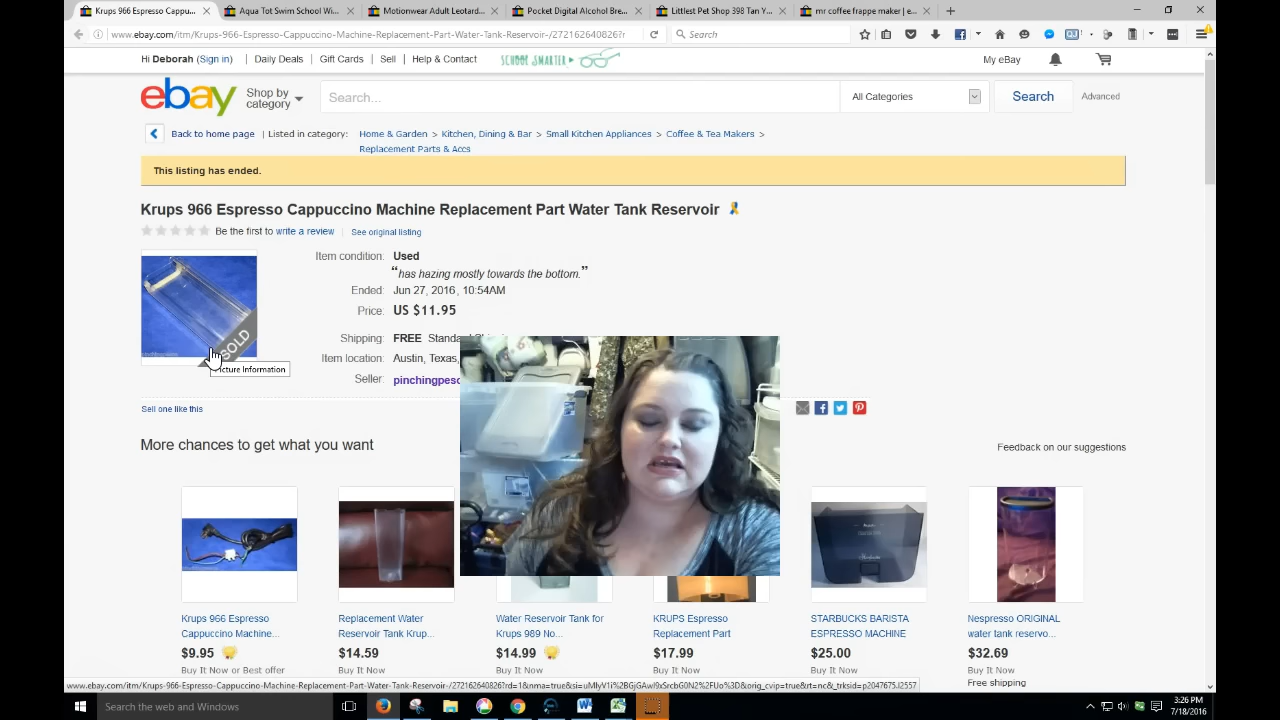 Krups 966 Espresso Cappu...
Aqua Tot Swim School Wi...
Motionwear Adult Leotard...
Pocket Digital Alcohol Bre...
Littlest Pet Shop 398 Tan Y...
mr coffee frappe maker | e...
www.ebay.com/itm/Krups-966-Espresso-Cappuccino-Machine-Replacement-Part-Water-Tank-Reservoir-/272162640826?r
Search
Hi Deborah (Sign in) | Daily Deals | Gift Cards | Sell | Help & Contact
SCHOOL SMARTER
My eBay
ebay
Shop by category
Search...
All Categories
Search
Advanced
Back to home page | Listed in category: Home & Garden > Kitchen, Dining & Bar > Small Kitchen Appliances > Coffee & Tea Makers >
Replacement Parts & Accs
This listing has ended.
Krups 966 Espresso Cappuccino Machine Replacement Part Water Tank Reservoir
Be the first to write a review | See original listing
Item condition: Used
“has hazing mostly towards the bottom.”
Ended: Jun 27, 2016 , 10:54AM
Price: US $11.95
SOLD
Shipping: FREE
Item location: Austin, Texas,
Picture Information
Seller:
Sell one like this
More chances to get what you want
Feedback on our suggestions
Krups 966 Espresso
Cappuccino Machine...
$9.95
Buy It Now or Best offer
Replacement Water
Reservoir Tank Krup...
$14.59
Buy It Now
Water Reservoir Tank for
Krups 989 No...
$14.99
Buy It Now
KRUPS Espresso
Replacement Part
$17.99
Buy It Now
STARBUCKS BARISTA
ESPRESSO MACHINE
$25.00
Buy It Now
Nespresso ORIGINAL
water tank reservo...
$32.69
Buy It Now
Free shipping
Search the web and Windows
3:26 PM
7/18/2016